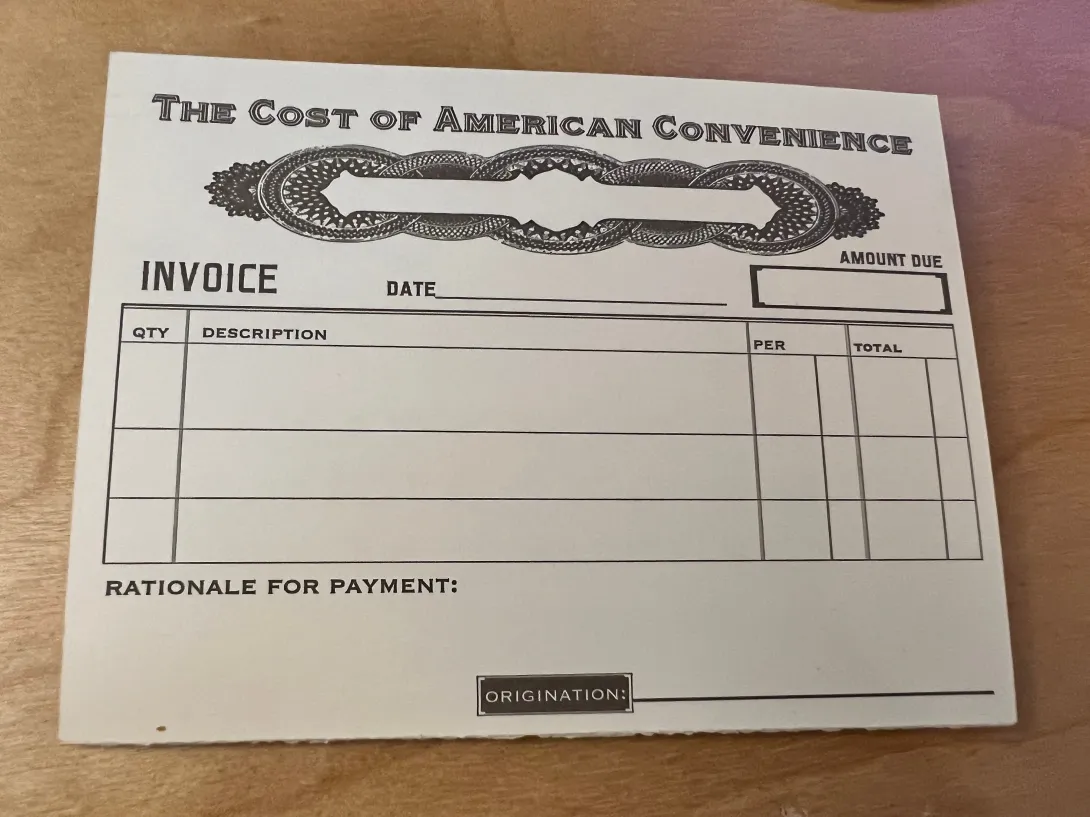 THE COST OF AMERICAN CONVENIENCE
AMOUNT DUE
INVOICE DATE
QTY DESCRIPTION PER TOTAL
RATIONALE FOR PAYMENT:
ORIGINATION: